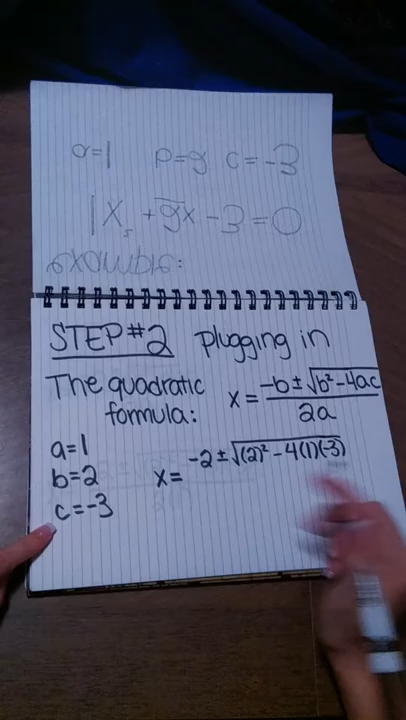 a=1 b=2 c=-3
1x²+2x-3=0
example:
STEP #2 plugging in
The quadratic formula:
x = (-b ± √(b² - 4ac)) / 2a
a=1
b=2
c=-3
x = -2 ± √((2)² - 4(1)(-3))